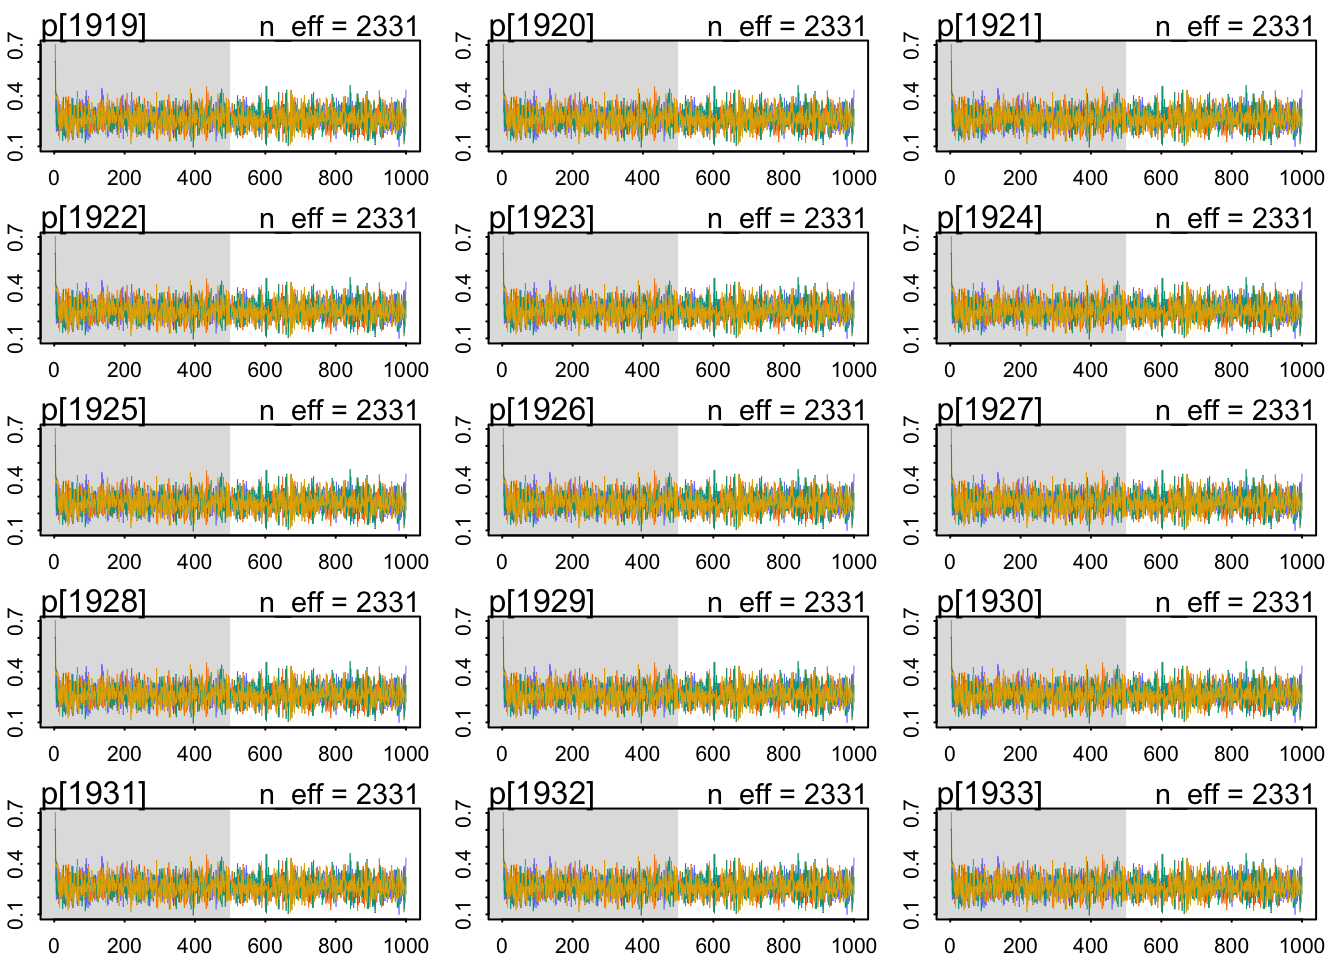 p[1919] n_eff = 2331 p[1920] n_eff = 2331 p[1921] n_eff = 2331
0.1 0.4 0.7 0.1 0.4 0.7 0.1 0.4 0.7
0 200 400 600 800 1000 0 200 400 600 800 1000 0 200 400 600 800 1000
p[1922] n_eff = 2331 p[1923] n_eff = 2331 p[1924] n_eff = 2331
0.1 0.4 0.7 0.1 0.4 0.7 0.1 0.4 0.7
0 200 400 600 800 1000 0 200 400 600 800 1000 0 200 400 600 800 1000
p[1925] n_eff = 2331 p[1926] n_eff = 2331 p[1927] n_eff = 2331
0.1 0.4 0.7 0.1 0.4 0.7 0.1 0.4 0.7
0 200 400 600 800 1000 0 200 400 600 800 1000 0 200 400 600 800 1000
p[1928] n_eff = 2331 p[1929] n_eff = 2331 p[1930] n_eff = 2331
0.1 0.4 0.7 0.1 0.4 0.7 0.1 0.4 0.7
0 200 400 600 800 1000 0 200 400 600 800 1000 0 200 400 600 800 1000
p[1931] n_eff = 2331 p[1932] n_eff = 2331 p[1933] n_eff = 2331
0.1 0.4 0.7 0.1 0.4 0.7 0.1 0.4 0.7
0 200 400 600 800 1000 0 200 400 600 800 1000 0 200 400 600 800 1000